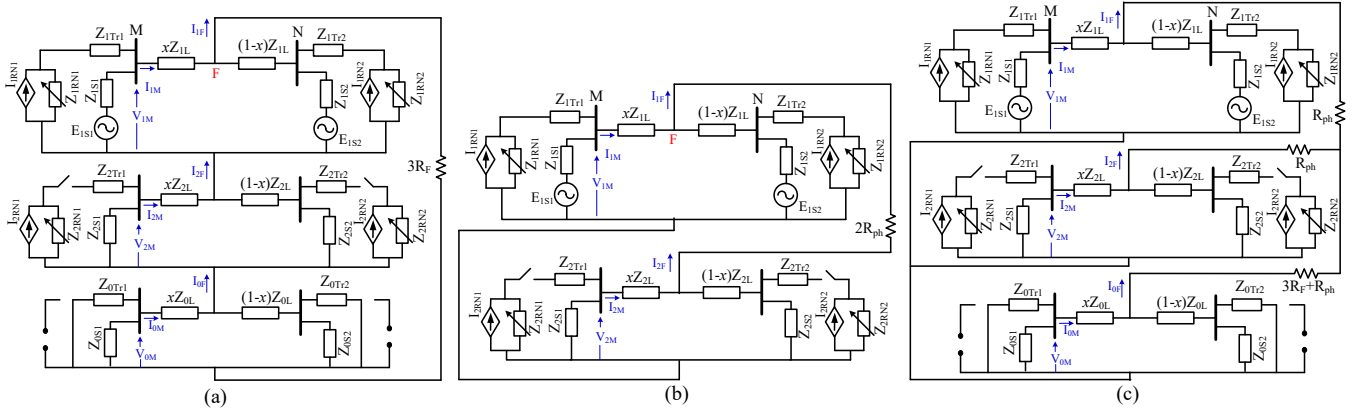 I1F
Z1Tr1
M
xZ1L
(1-x)Z1L
N
Z1Tr2
F
I1RN1
Z1RN1
Z1S1
I1M
V1M
E1S1
Z1S2
E1S2
I1RN2
Z1RN2
3RF
I2F
Z2Tr1
xZ2L
(1-x)Z2L
Z2Tr2
I2RN1
Z2RN1
Z2S1
I2M
V2M
Z2S2
I2RN2
Z2RN2
I0F
Z0Tr1
xZ0L
(1-x)Z0L
Z0Tr2
Z0S1
I0M
V0M
Z0S2
(a)
I1F
Z1Tr1
M
xZ1L
(1-x)Z1L
N
Z1Tr2
F
I1RN1
Z1RN1
Z1S1
I1M
V1M
E1S1
Z1S2
E1S2
I1RN2
Z1RN2
2Rph
I2F
Z2Tr1
xZ2L
(1-x)Z2L
Z2Tr2
I2RN1
Z2RN1
Z2S1
I2M
V2M
Z2S2
I2RN2
Z2RN2
(b)
I1F
Z1Tr1
M
xZ1L
(1-x)Z1L
N
Z1Tr2
I1RN1
Z1RN1
Z1S1
I1M
V1M
E1S1
Z1S2
E1S2
I1RN2
Z1RN2
Rph
I2F
Rph
Z2Tr1
xZ2L
(1-x)Z2L
Z2Tr2
I2RN1
Z2RN1
Z2S1
I2M
V2M
Z2S2
I2RN2
Z2RN2
I0F
3RF+Rph
Z0Tr1
xZ0L
(1-x)Z0L
Z0Tr2
Z0S1
I0M
V0M
Z0S2
(c)